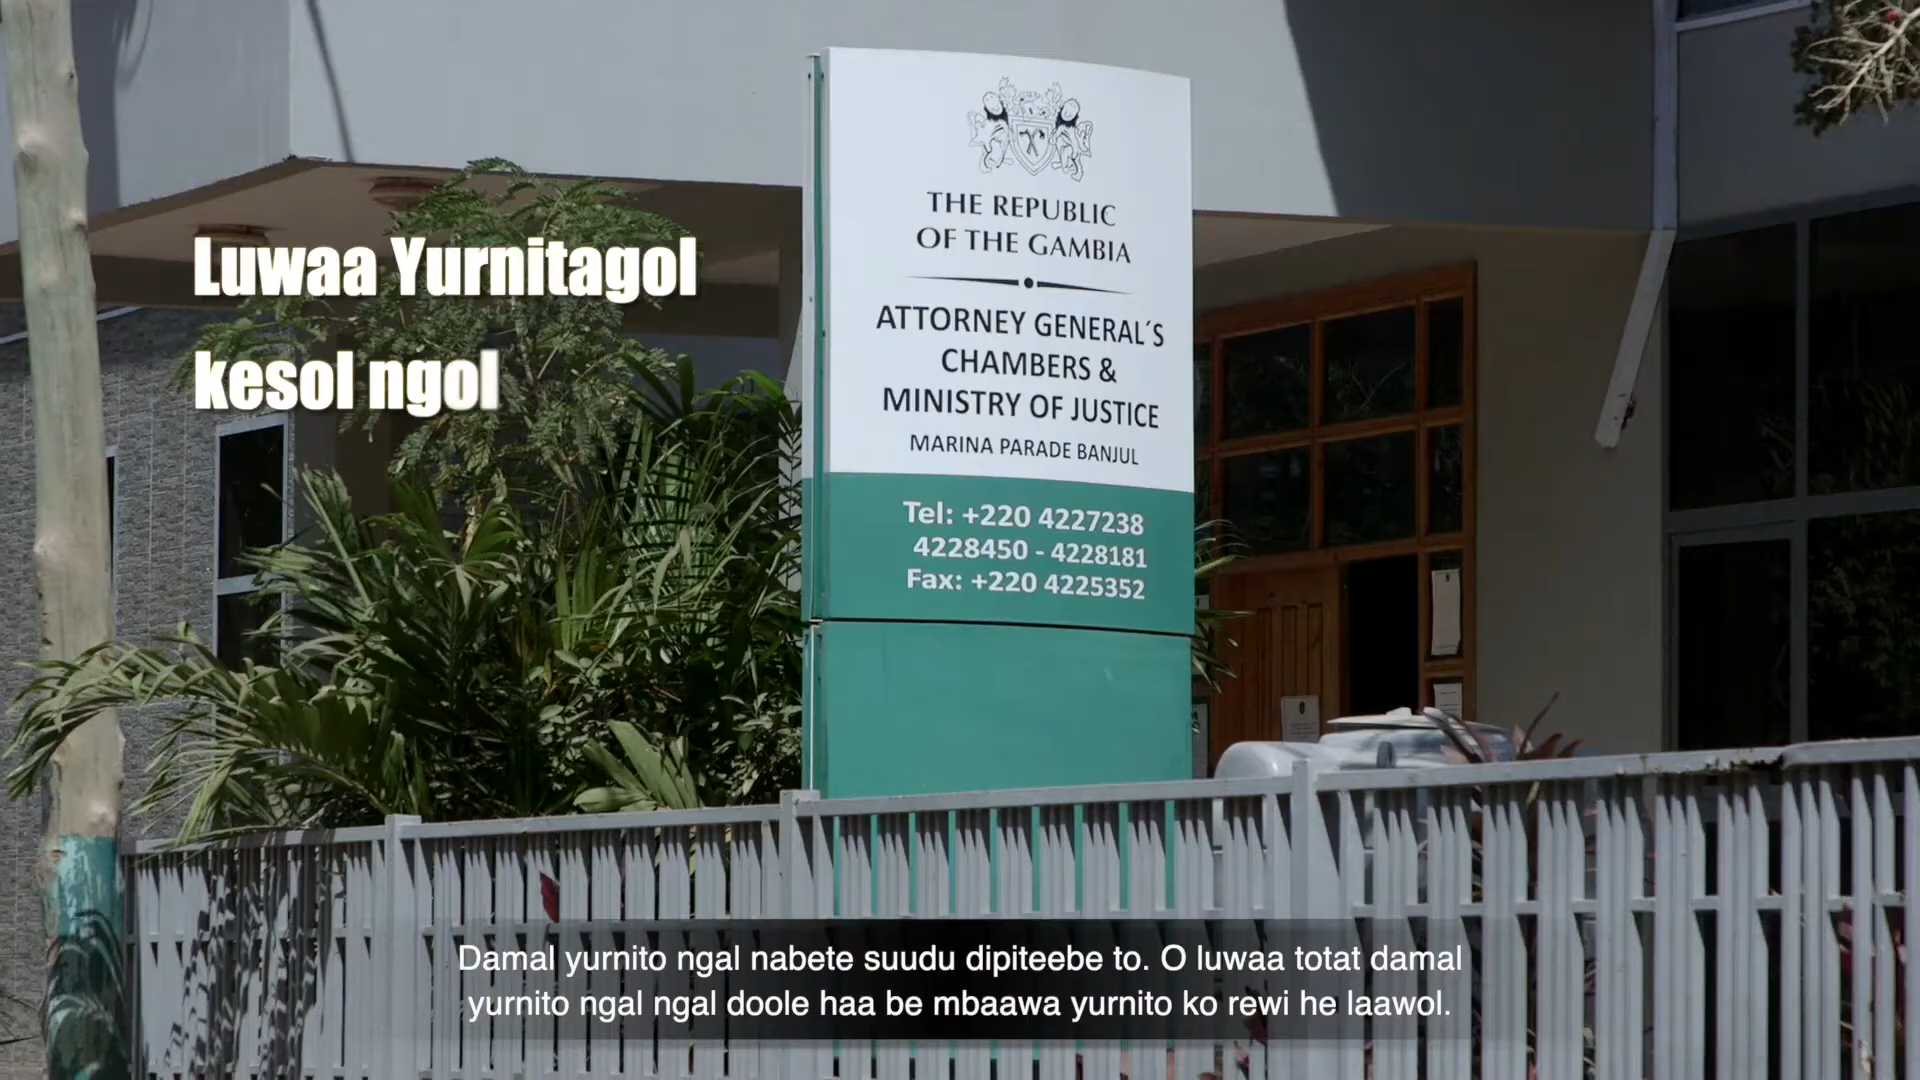 Luwaa Yurnitagol
kesol ngol
THE REPUBLIC
OF THE GAMBIA
ATTORNEY GENERAL´S
CHAMBERS &
MINISTRY OF JUSTICE
MARINA PARADE BANJUL
Tel: +220 4227238
4228450 - 4228181
Fax: +220 4225352
Damal yurnito ngal nabete suudu dipiteebe to. O luwaa totat damal
yurnito ngal ngal doole haa be mbaawa yurnito ko rewi he laawol.